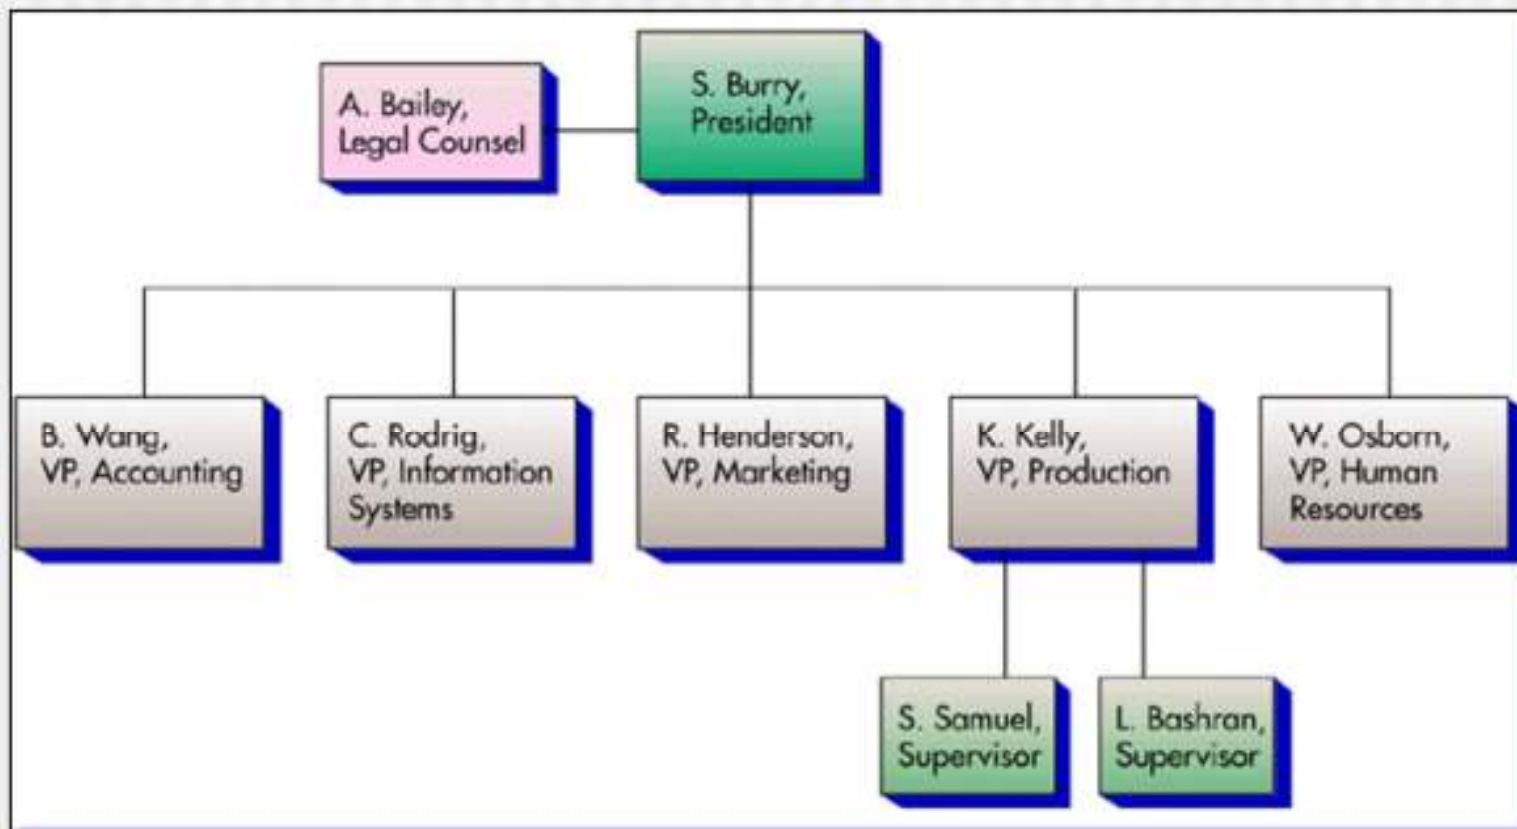 A. Bailey,
Legal Counsel
S. Burry,
President
B. Wang,
VP, Accounting
C. Rodrig,
VP, Information
Systems
R. Henderson,
VP, Marketing
K. Kelly,
VP, Production
W. Osborn,
VP, Human
Resources
S. Samuel,
Supervisor
L. Bashran,
Supervisor